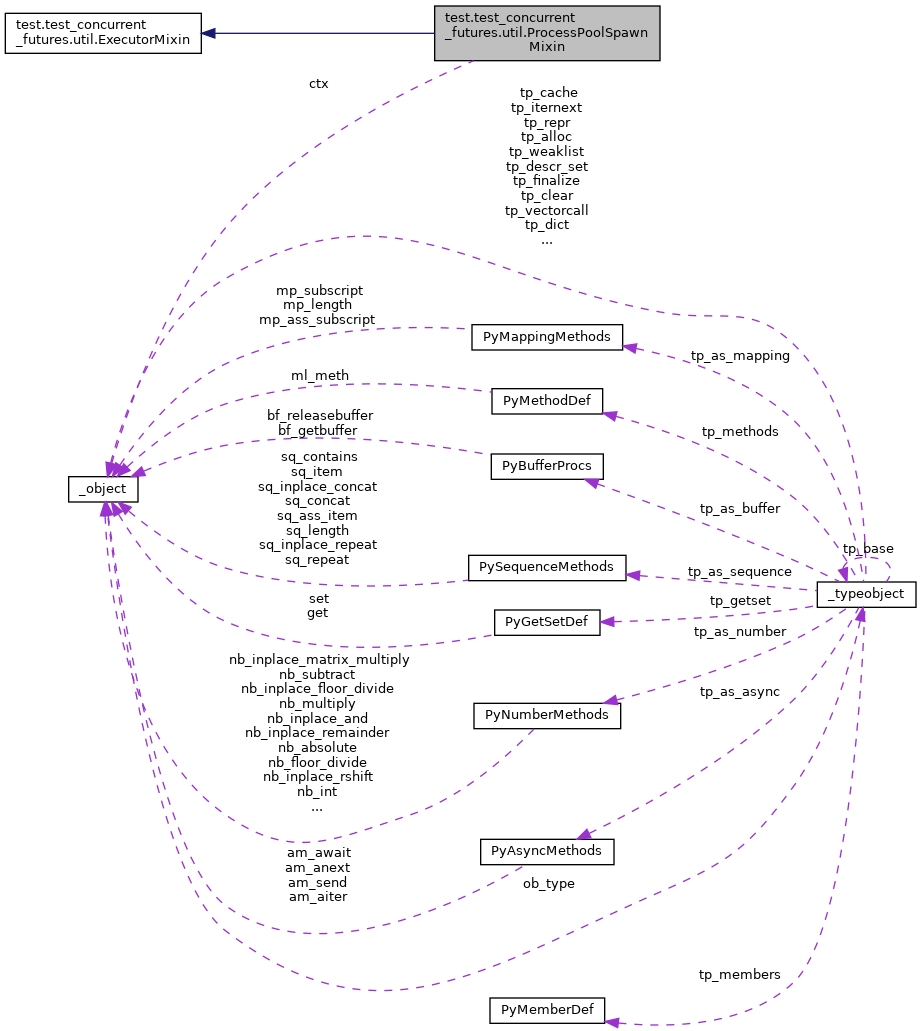 test.test_concurrent
_futures.util.ExecutorMixin
test.test_concurrent
_futures.util.ProcessPoolSpawn
Mixin
ctx
tp_cache
tp_iternext
tp_repr
tp_alloc
tp_weaklist
tp_descr_set
tp_finalize
tp_clear
tp_vectorcall
tp_dict
...
mp_subscript
mp_length
mp_ass_subscript
PyMappingMethods
tp_as_mapping
ml_meth
PyMethodDef
tp_methods
bf_releasebuffer
bf_getbuffer
PyBufferProcs
tp_as_buffer
_object
sq_contains
sq_item
sq_inplace_concat
sq_concat
sq_ass_item
sq_length
sq_inplace_repeat
sq_repeat
PySequenceMethods
tp_as_sequence
tp_base
_typeobject
set
get
PyGetSetDef
tp_getset
tp_as_number
nb_inplace_matrix_multiply
nb_subtract
nb_inplace_floor_divide
nb_multiply
nb_inplace_and
nb_inplace_remainder
nb_absolute
nb_floor_divide
nb_inplace_rshift
nb_int
...
PyNumberMethods
tp_as_async
am_await
am_anext
am_send
am_aiter
PyAsyncMethods
ob_type
tp_members
PyMemberDef